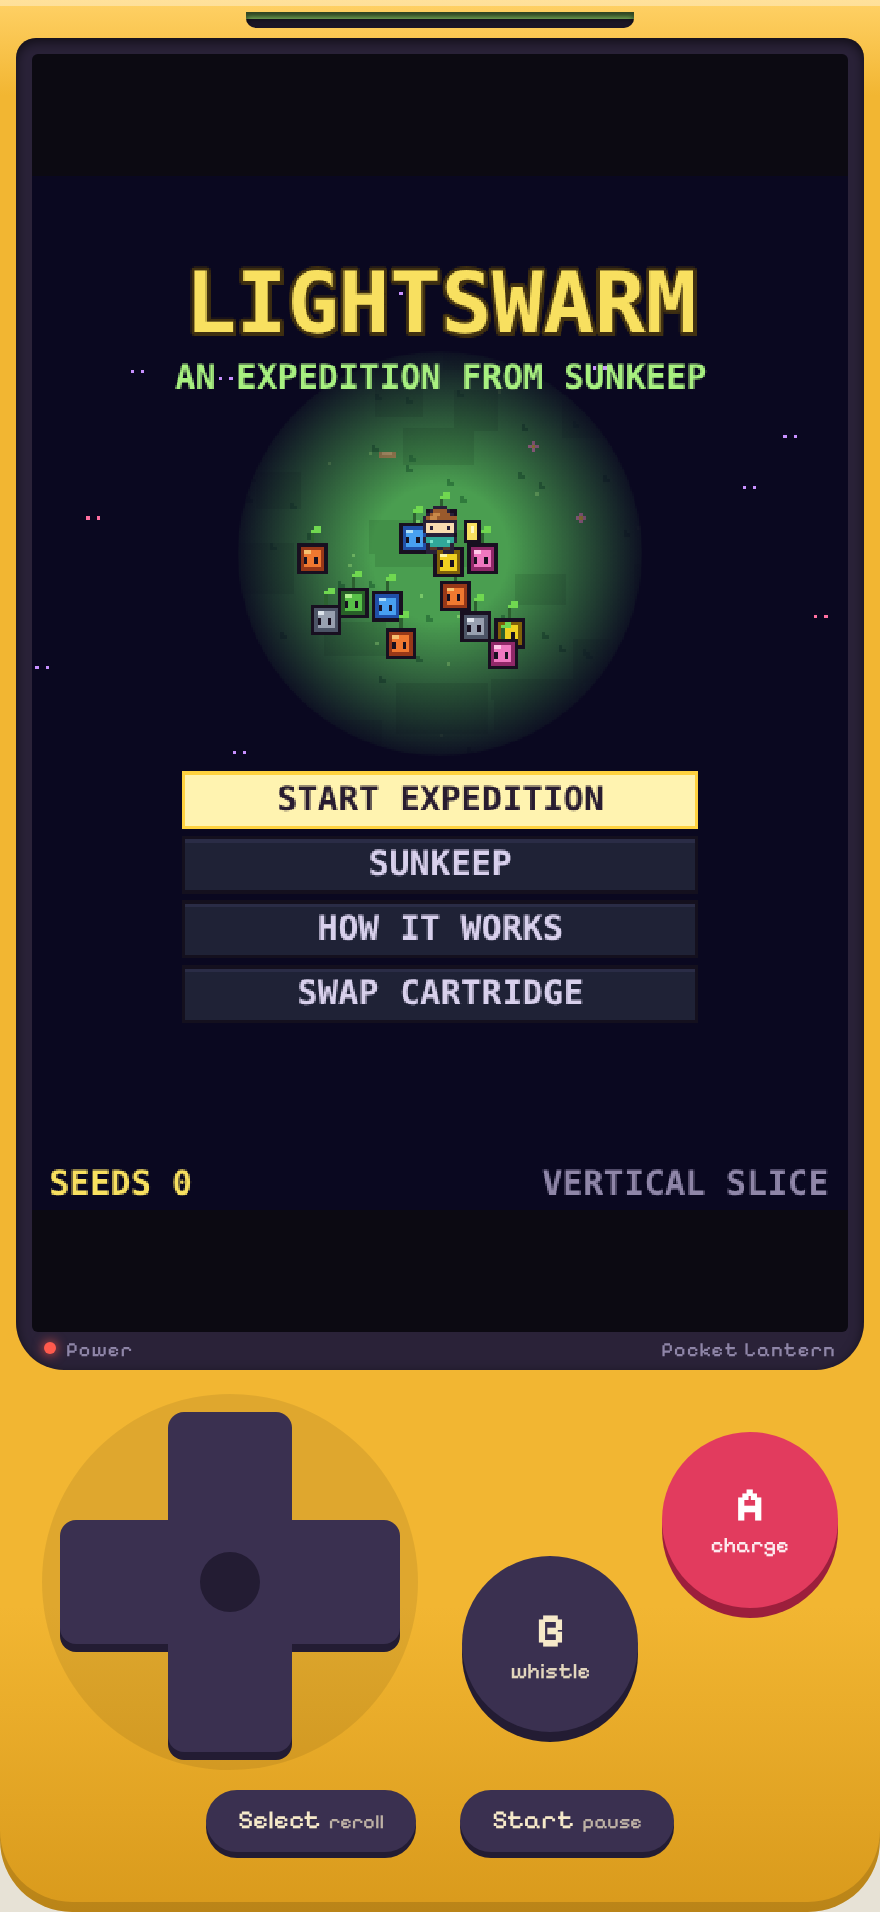 LIGHTSWARM
AN EXPEDITION FROM SUNKEEP
START EXPEDITION
SUNKEEP
HOW IT WORKS
SWAP CARTRIDGE
SEEDS 0
VERTICAL SLICE
Power
Pocket Lantern
A
charge
B
whistle
Select reroll
Start pause